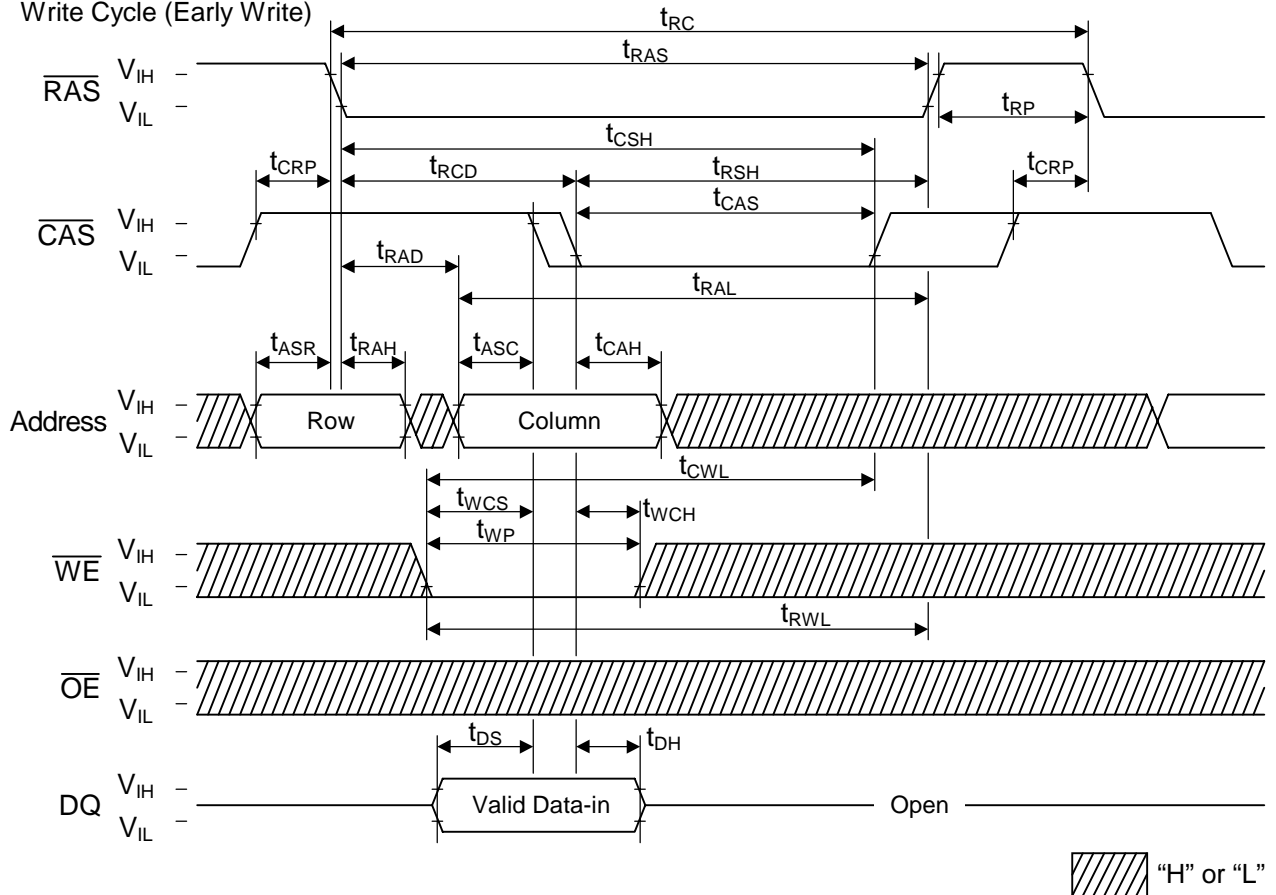 Write Cycle (Early Write)
tRC
tRAS
RAS
VIH
VIL
tRP
tCSH
tCRP
tRCD
tRSH
tCRP
tCAS
CAS
VIH
VIL
tRAD
tRAL
tASR
tRAH
tASC
tCAH
Address
VIH
VIL
Row
Column
tCWL
tWCS
tWCH
tWP
WE
VIH
VIL
tRWL
OE
VIH
VIL
tDS
tDH
DQ
VIH
VIL
Valid Data-in
Open
“H” or “L”